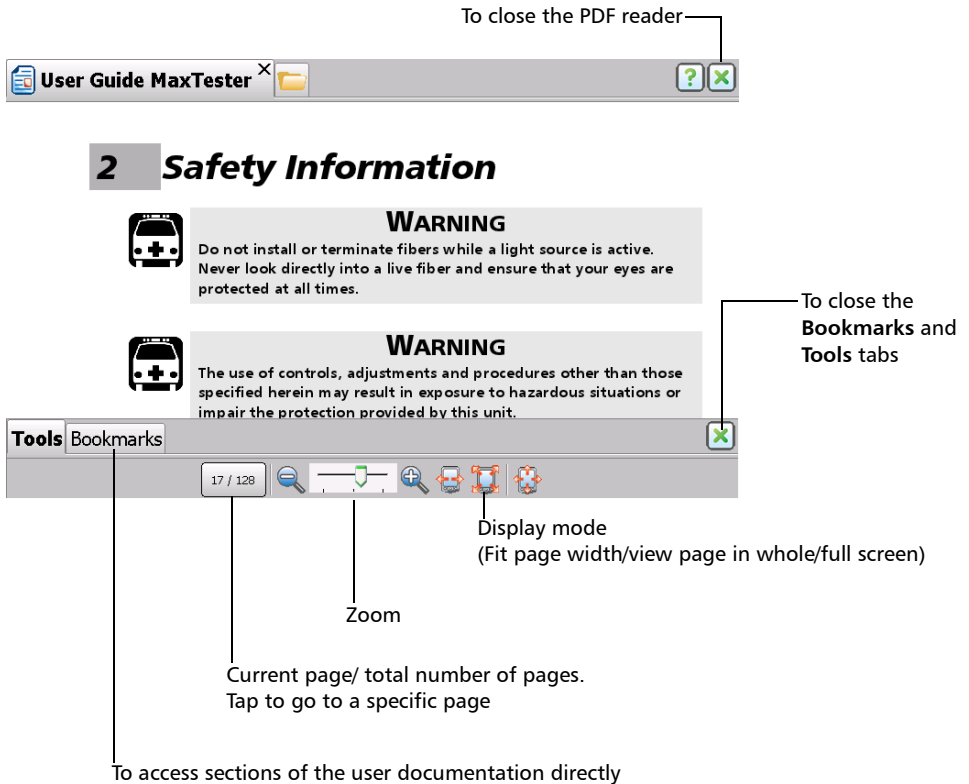 To close the PDF reader
User Guide MaxTester
2 Safety Information
WARNING
Do not install or terminate fibers while a light source is active.
Never look directly into a live fiber and ensure that your eyes are
protected at all times.
WARNING
The use of controls, adjustments and procedures other than those
specified herein may result in exposure to hazardous situations or
impair the protection provided by this unit.
To close the
Bookmarks and
Tools tabs
Tools Bookmarks
17 / 128
Display mode
(Fit page width/view page in whole/full screen)
Zoom
Current page/ total number of pages.
Tap to go to a specific page
To access sections of the user documentation directly